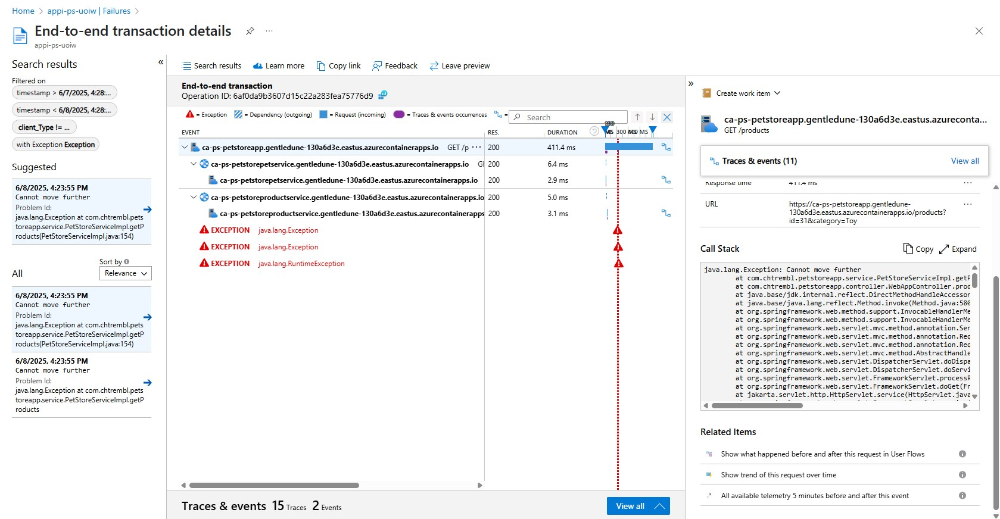 Home > appi-ps-uoiw | Failures >
End-to-end transaction details
appi-ps-uoiw
Search results
Filtered on
timestamp > 6/7/2025, 4:28:...
timestamp < 6/8/2025, 4:28:...
client_Type != ...
with Exception Exception
Suggested
6/8/2025, 4:23:55 PM
Cannot move further
Problem Id:
java.lang.Exception at com.chtrembl.pets
toreapp.service.PetStoreServiceImpl.getP
roducts(PetStoreServiceImpl.java:154)
Sort by
All
Relevance
6/8/2025, 4:23:55 PM
Cannot move further
Problem Id:
java.lang.Exception at com.chtrembl.pets
toreapp.service.PetStoreServiceImpl.getP
roducts(PetStoreServiceImpl.java:154)
6/8/2025, 4:23:55 PM
Cannot move further
Problem Id:
java.lang.Exception at com.chtrembl.pets
toreapp.service.PetStoreServiceImpl.getP
roducts
Search results Learn more Copy link Feedback Leave preview
End-to-end transaction
Operation ID: 6af0da9b3607d15c22a283fea75776d9
= Exception = Dependency (outgoing) = Request (incoming) = Traces & events occurrences =
Search
EVENT RES. DURATION 300 MS
ca-ps-petstoreapp.gentledune-130a6d3e.eastus.azurecontainerapps.io GET /p ··· 200 411.4 ms
ca-ps-petstorepetservice.gentledune-130a6d3e.eastus.azurecontainerapps.io GE 200 6.4 ms
ca-ps-petstorepetservice.gentledune-130a6d3e.eastus.azurecontainerapps.io 200 2.9 ms
ca-ps-petstoreproductservice.gentledune-130a6d3e.eastus.azurecontainerapps.io 200 5.0 ms
ca-ps-petstoreproductservice.gentledune-130a6d3e.eastus.azurecontainerapps 200 3.1 ms
EXCEPTION java.lang.Exception
EXCEPTION java.lang.Exception
EXCEPTION java.lang.RuntimeException
Traces & events 15 Traces 2 Events
View all
Create work item
ca-ps-petstoreapp.gentledune-130a6d3e.eastus.azureconta...
GET /products
Traces & events (11) View all
Response time 411.4 ms ...
URL https://ca-ps-petstoreapp.gentledune- ...
130a6d3e.eastus.azurecontainerapps.io/products?
id=31&category=Toy
Call Stack Copy Expand
java.lang.Exception: Cannot move further
at com.chtrembl.petstoreapp.service.PetStoreServiceImpl.getP
at com.chtrembl.petstoreapp.controller.WebAppController.prod
at java.base/jdk.internal.reflect.DirectMethodHandleAccessor
at java.base/java.lang.reflect.Method.invoke(Method.java:580
at org.springframework.web.method.support.InvocableHandlerMe
at org.springframework.web.method.support.InvocableHandlerMe
at org.springframework.web.servlet.mvc.method.annotation.Ser
at org.springframework.web.servlet.mvc.method.annotation.Req
at org.springframework.web.servlet.mvc.method.annotation.Req
at org.springframework.web.servlet.mvc.method.AbstractHandle
at org.springframework.web.servlet.DispatcherServlet.doDispa
at org.springframework.web.servlet.DispatcherServlet.doServi
at org.springframework.web.servlet.FrameworkServlet.processR
at org.springframework.web.servlet.FrameworkServlet.doGet(Fr
at jakarta.servlet.http.HttpServlet.service(HttpServlet.java
Related Items
Show what happened before and after this request in User Flows
Show trend of this request over time
All available telemetry 5 minutes before and after this event